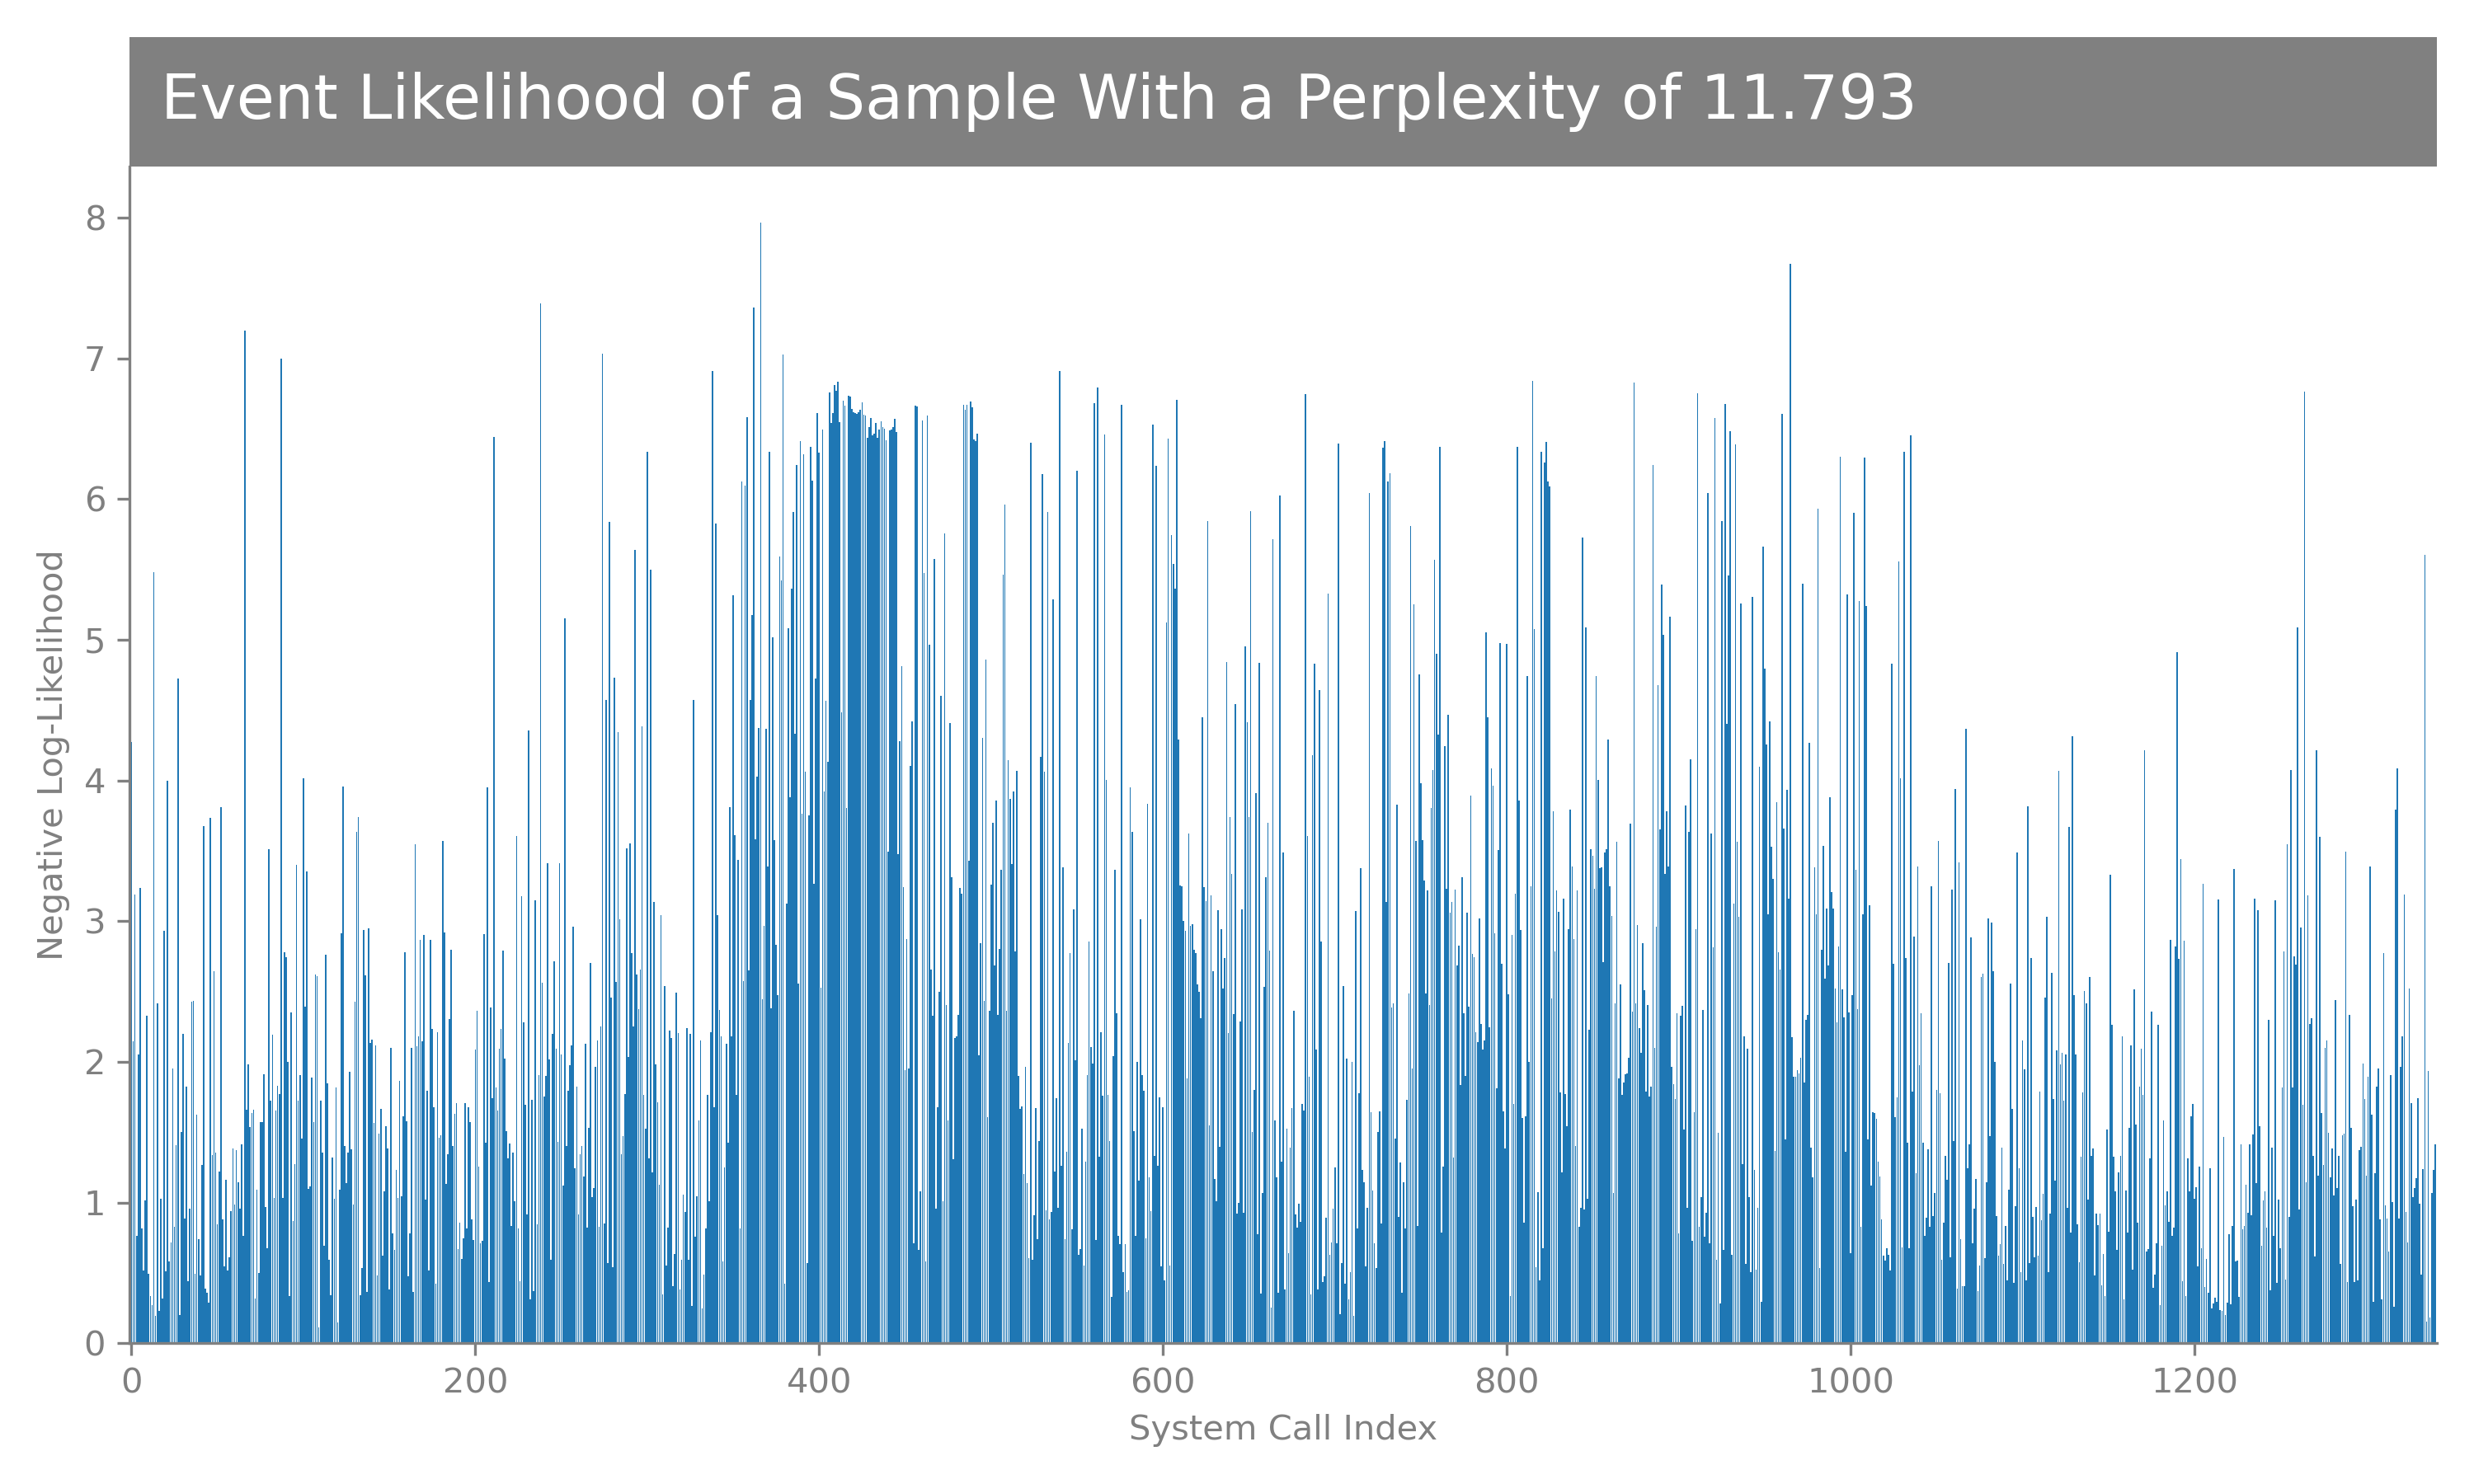 Event Likelihood of a Sample With a Perplexity of 11.793
8
7
6
5
4
3
2
1
0
Negative Log-Likelihood
0 200 400 600 800 1000 1200
System Call Index